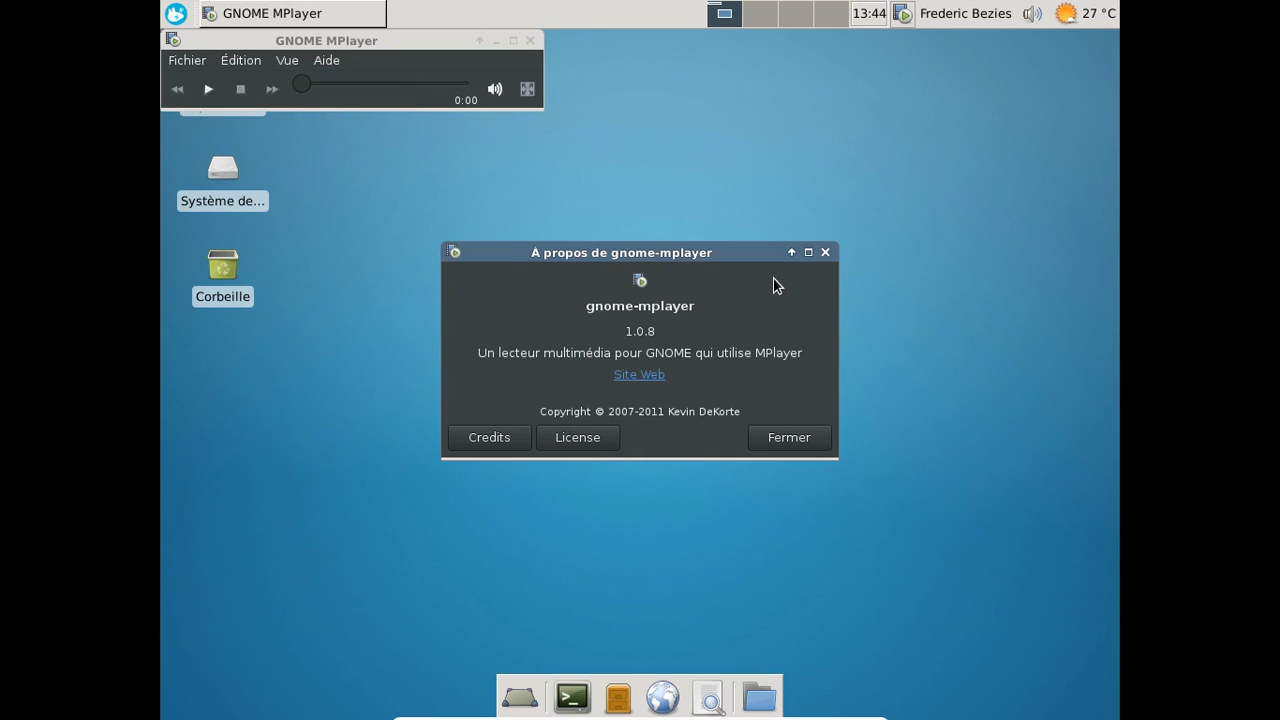 GNOME MPlayer
13:44
Frederic Bezies
27 °C
GNOME MPlayer
Fichier
Édition
Vue
Aide
0:00
Système de...
Corbeille
À propos de gnome-mplayer
gnome-mplayer
1.0.8
Un lecteur multimédia pour GNOME qui utilise MPlayer
Site Web
Copyright © 2007-2011 Kevin DeKorte
Credits
License
Fermer